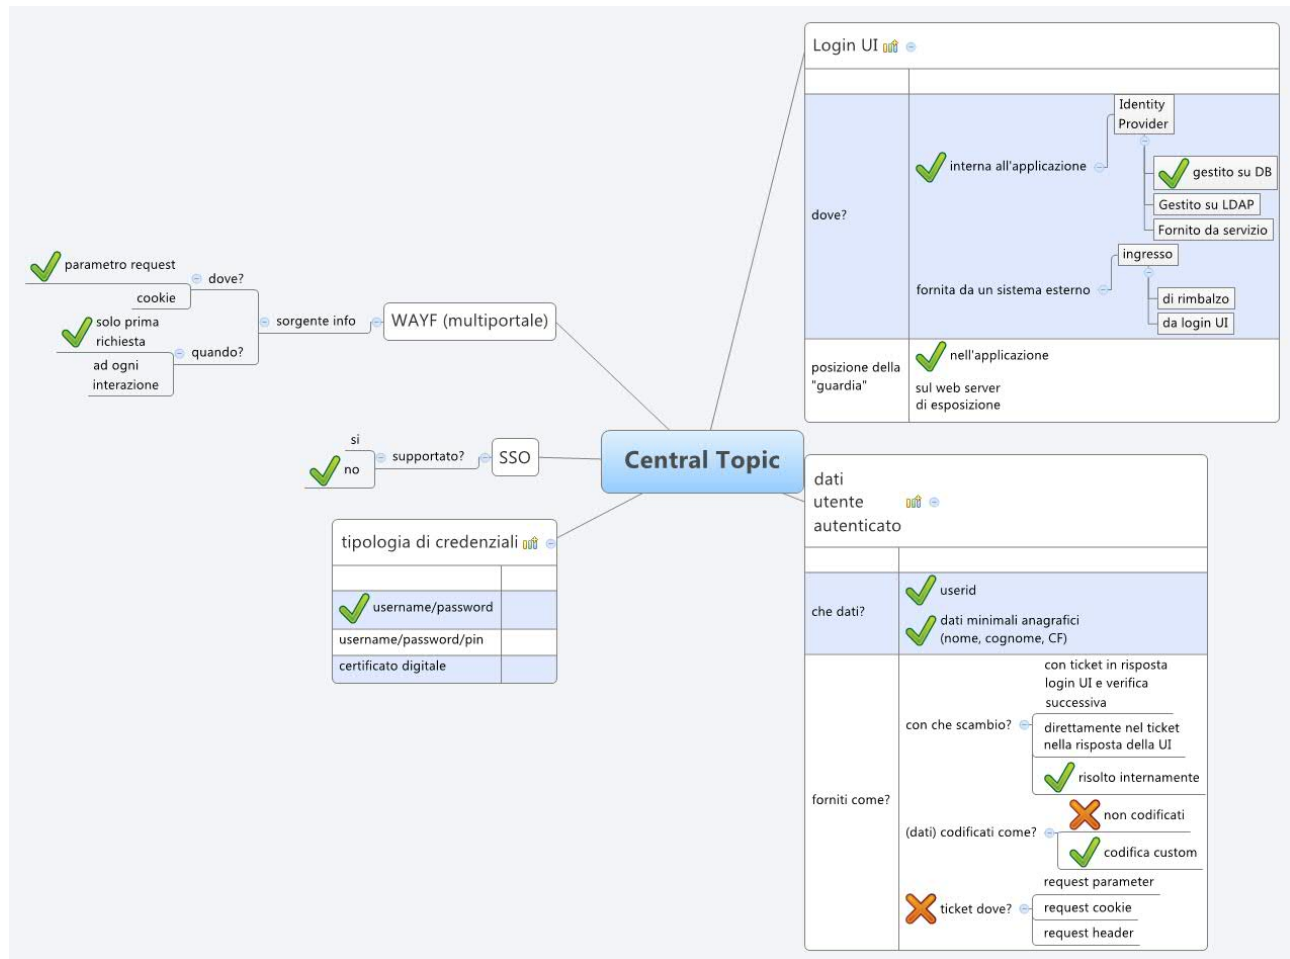 Login UI
dove?
interna all'applicazione
Identity
Provider
gestito su DB
Gestito su LDAP
Fornito da servizio
fornita da un sistema esterno
ingresso
di rimbalzo
da login UI
posizione della
"guardia"
nell'applicazione
sul web server
di esposizione
WAYF (multiportale)
sorgente info
dove?
parametro request
cookie
quando?
solo prima
richiesta
ad ogni
interazione
Central Topic
SSO
supportato?
si
no
tipologia di credenziali
username/password
username/password/pin
certificato digitale
dati
utente
autenticato
che dati?
userid
dati minimali anagrafici
(nome, cognome, CF)
forniti come?
con che scambio?
con ticket in risposta
login UI e verifica
successiva
direttamente nel ticket
nella risposta della UI
risolto internamente
(dati) codificati come?
non codificati
codifica custom
ticket dove?
request parameter
request cookie
request header